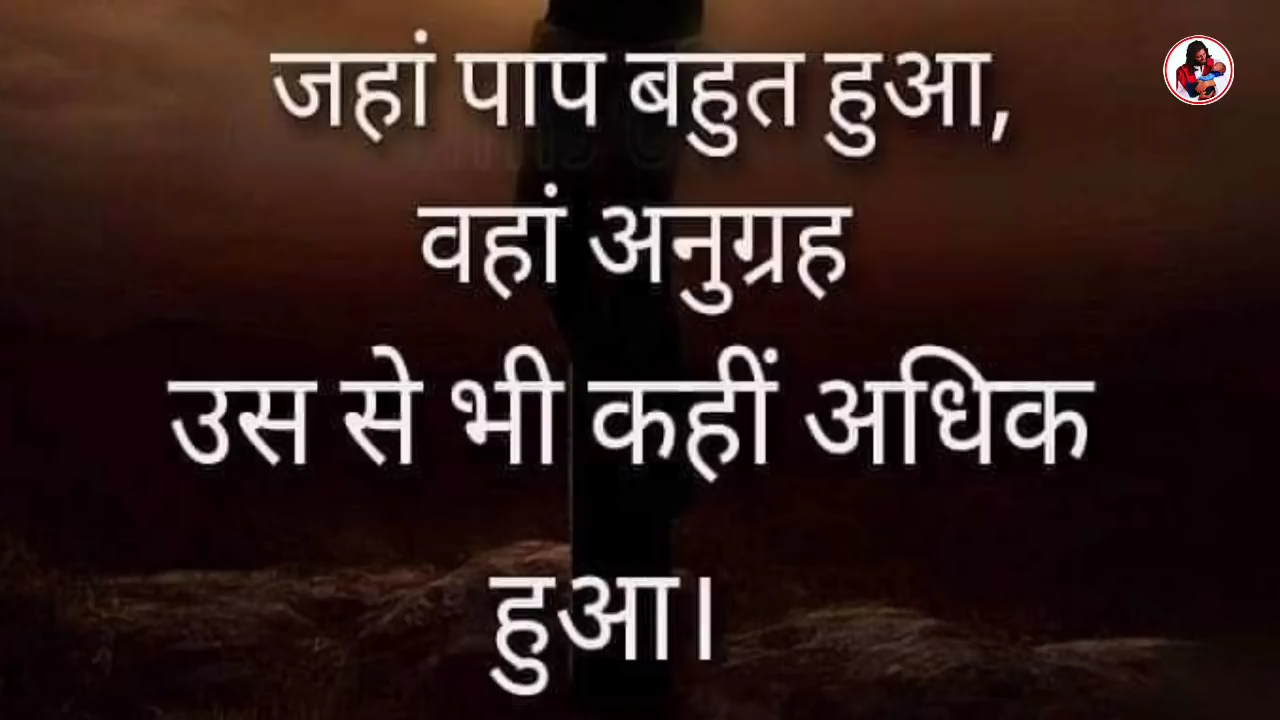 जहां पाप बहुत हुआ,
वहां अनुग्रह
उस से भी कहीं अधिक
हुआ।